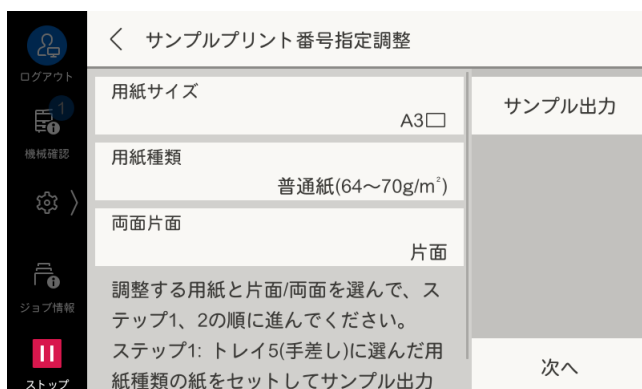 サンプルプリント番号指定調整
ログアウト
用紙サイズ
A3
サンプル出力
1
機械確認
用紙種類
普通紙(64〜70g/m²)
両面片面
片面
ジョブ情報
調整する用紙と片面/両面を選んで、ス
テップ1、2の順に進んでください。
ステップ1: トレイ5(手差し)に選んだ用
紙種類の紙をセットしてサンプル出力
次へ
ストップ